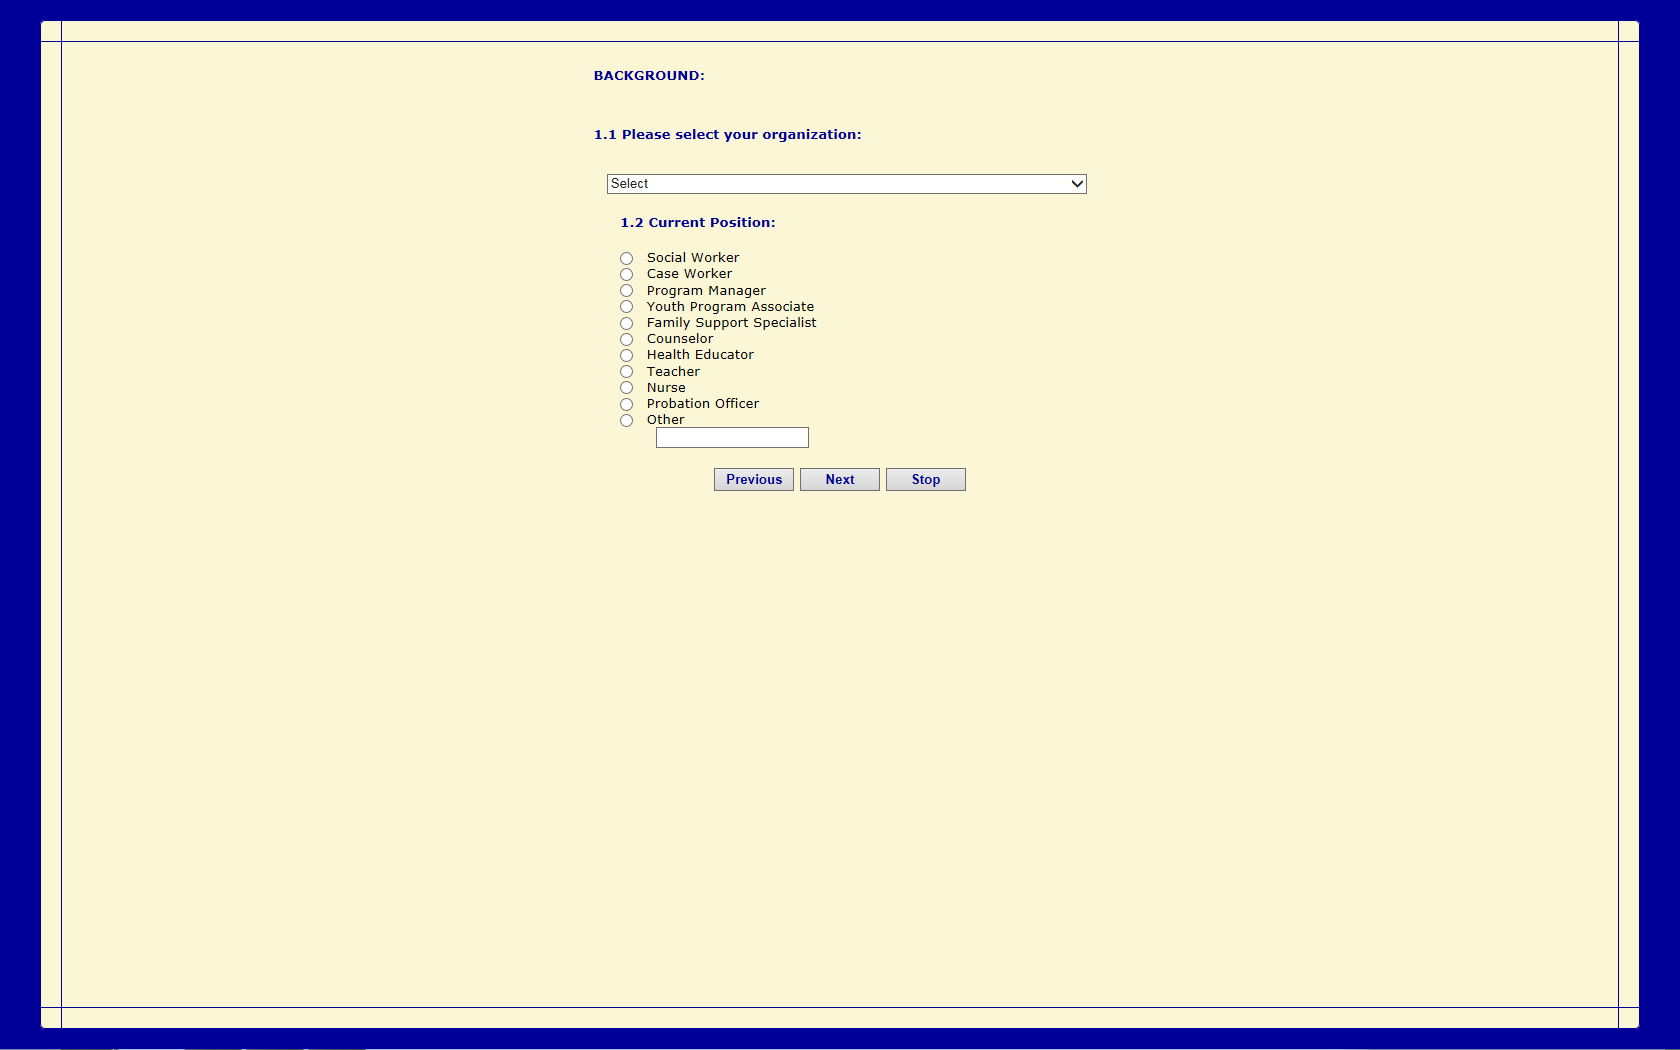 BACKGROUND:
1.1 Please select your organization:
Select
1.2 Current Position:
Social Worker
Case Worker
Program Manager
Youth Program Associate
Family Support Specialist
Counselor
Health Educator
Teacher
Nurse
Probation Officer
Other
Previous Next Stop